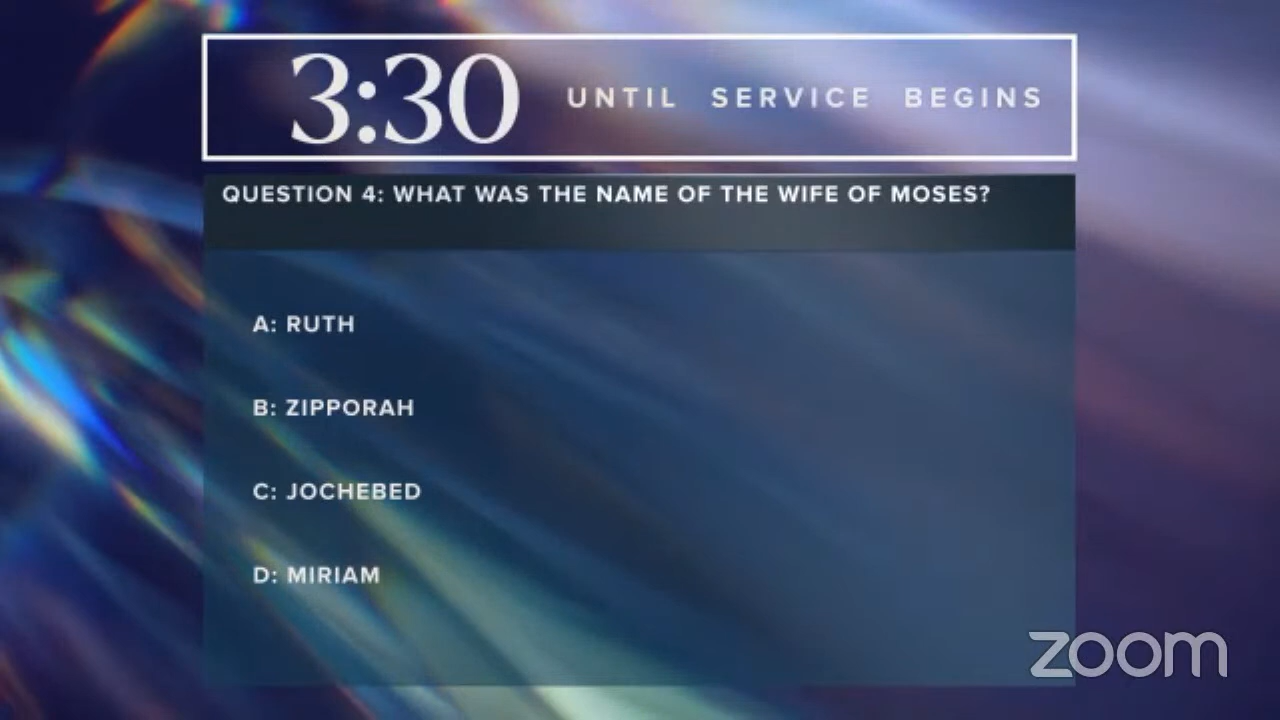 3:30 UNTIL SERVICE BEGINS
QUESTION 4: WHAT WAS THE NAME OF THE WIFE OF MOSES?
A: RUTH
B: ZIPPORAH
C: JOCHEBED
D: MIRIAM
zoom